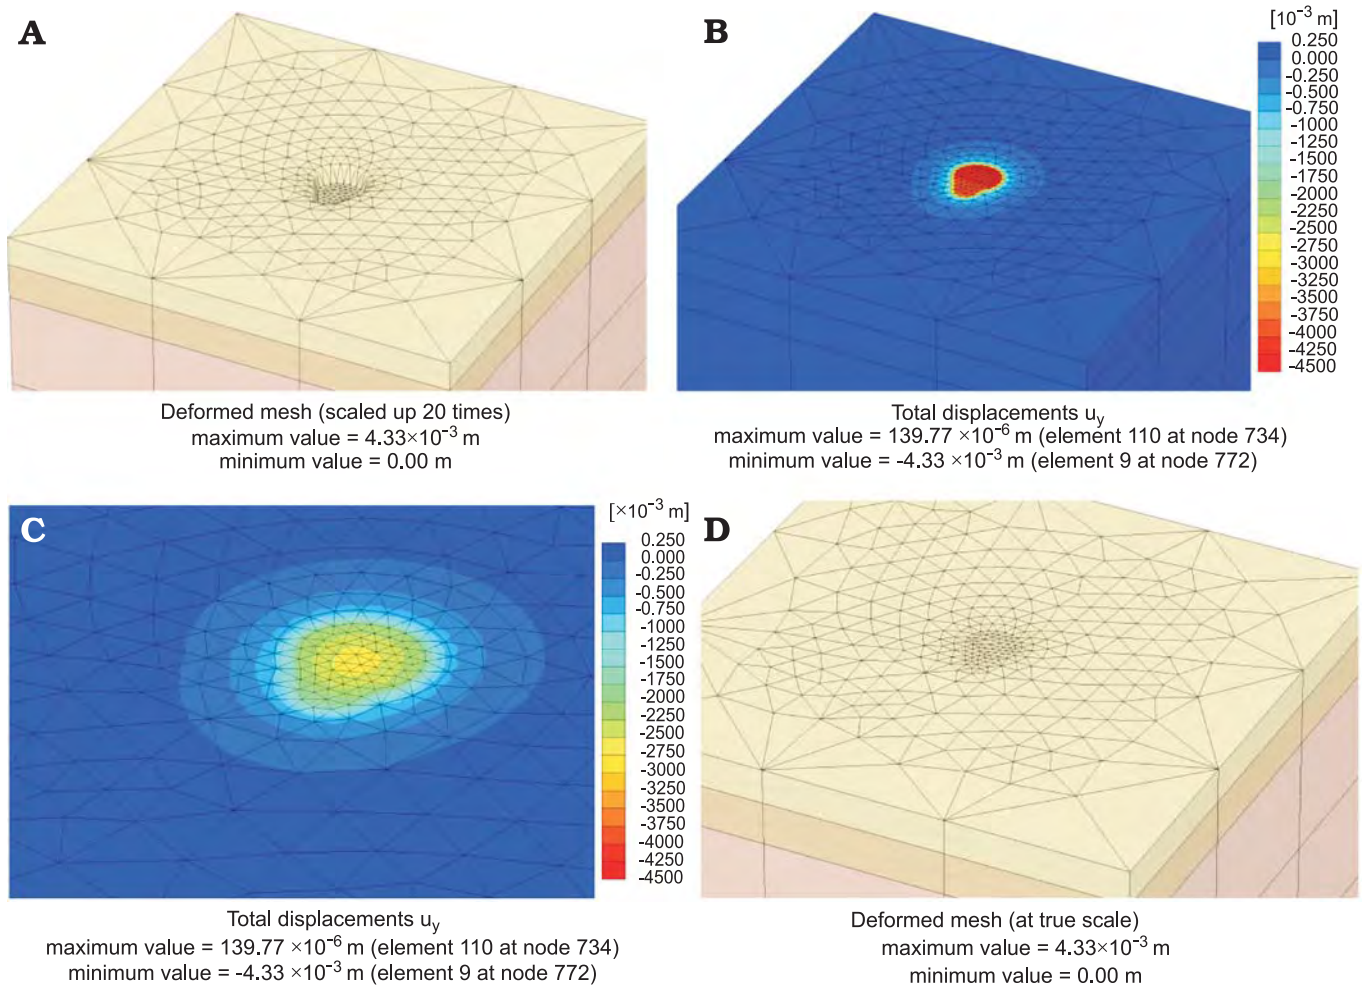 A
Deformed mesh (scaled up 20 times)
maximum value = 4.33×10⁻³ m
minimum value = 0.00 m
B
[10⁻³ m]
0.250
0.000
-0.250
-0.500
-0.750
-1000
-1250
-1500
-1750
-2000
-2250
-2500
-2750
-3000
-3250
-3500
-3750
-4000
-4250
-4500
Total displacements uy
maximum value = 139.77 ×10⁻⁶ m (element 110 at node 734)
minimum value = -4.33 ×10⁻³ m (element 9 at node 772)
C
[×10⁻³ m]
0.250
0.000
-0.250
-0.500
-0.750
-1000
-1250
-1500
-1750
-2000
-2250
-2500
-2750
-3000
-3250
-3500
-3750
-4000
-4250
-4500
Total displacements uy
maximum value = 139.77 ×10⁻⁶ m (element 110 at node 734)
minimum value = -4.33 ×10⁻³ m (element 9 at node 772)
D
Deformed mesh (at true scale)
maximum value = 4.33×10⁻³ m
minimum value = 0.00 m